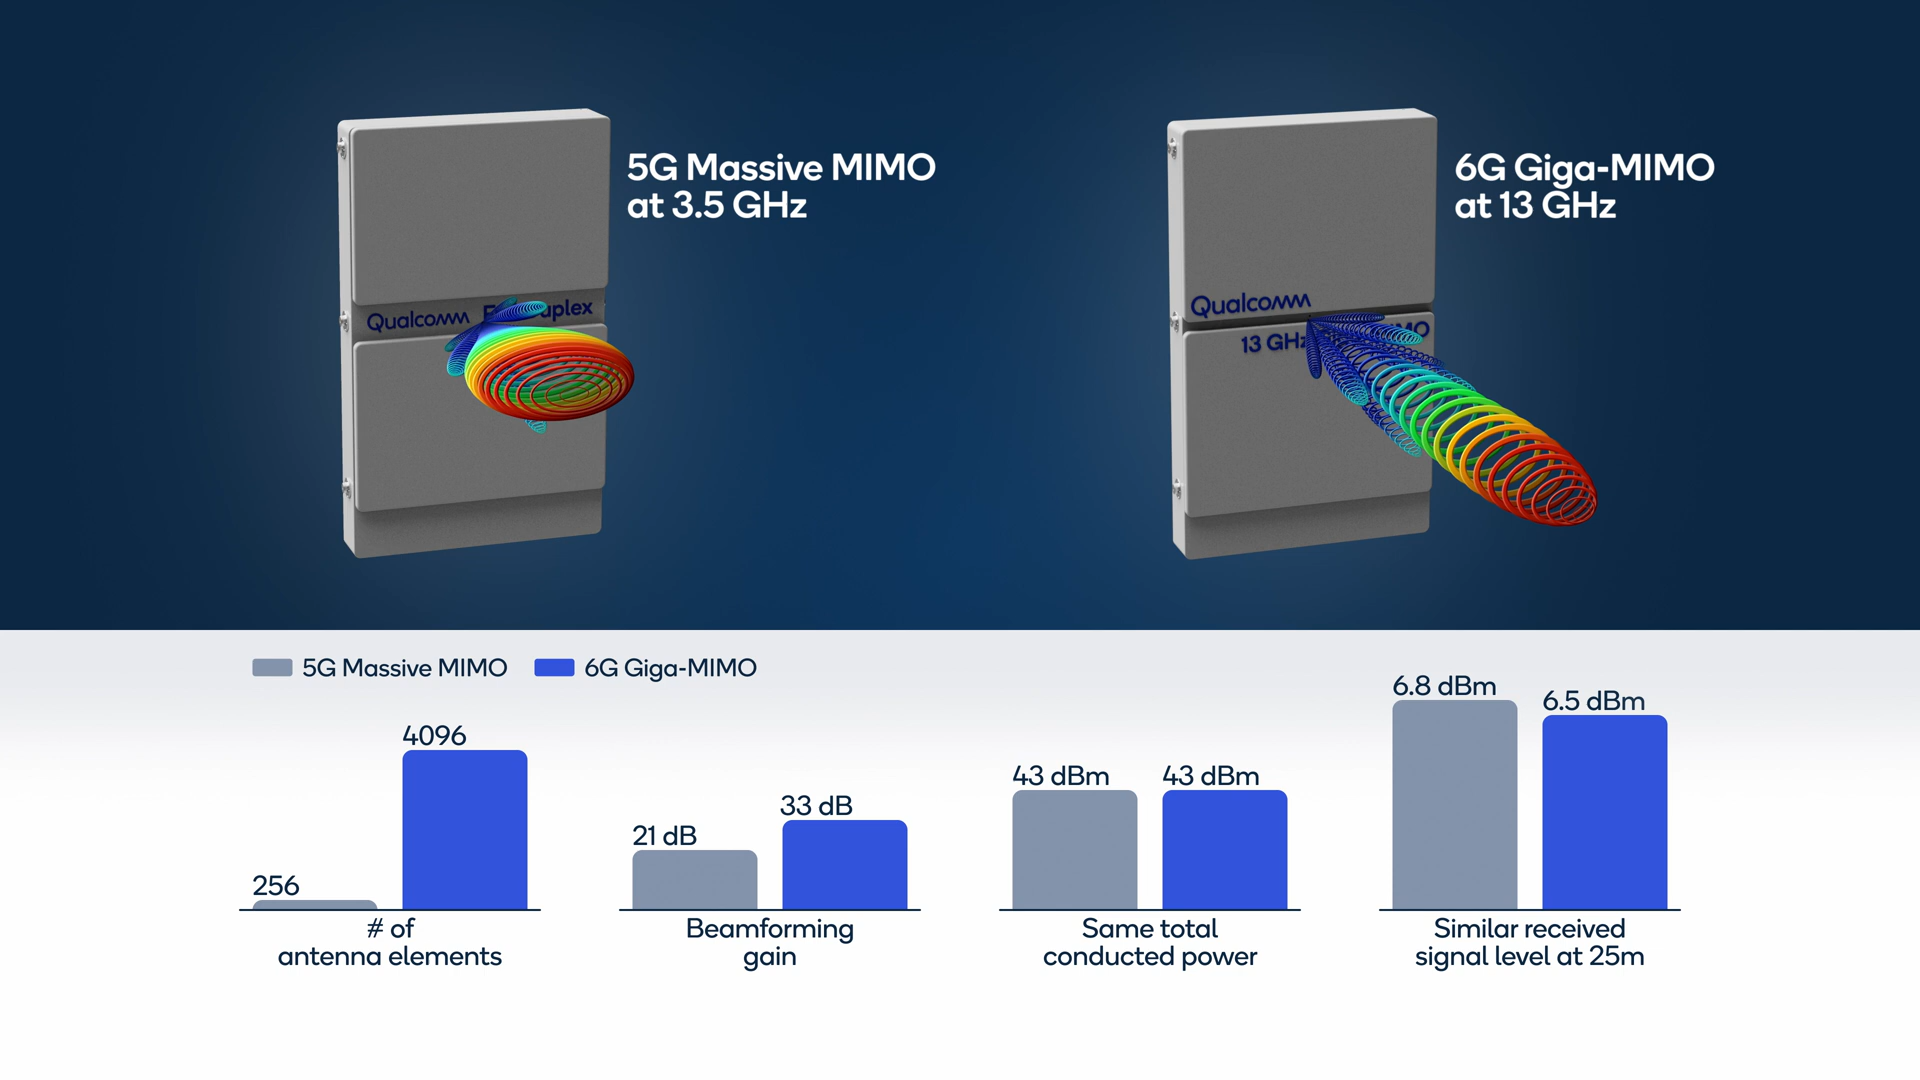 5G Massive MIMO
at 3.5 GHz
6G Giga-MIMO
at 13 GHz
Qualcomm
Qualcomm
13 GHz
5G Massive MIMO
6G Giga-MIMO
256
4096
# of
antenna elements
21 dB
33 dB
Beamforming
gain
43 dBm
43 dBm
Same total
conducted power
6.8 dBm
6.5 dBm
Similar received
signal level at 25m